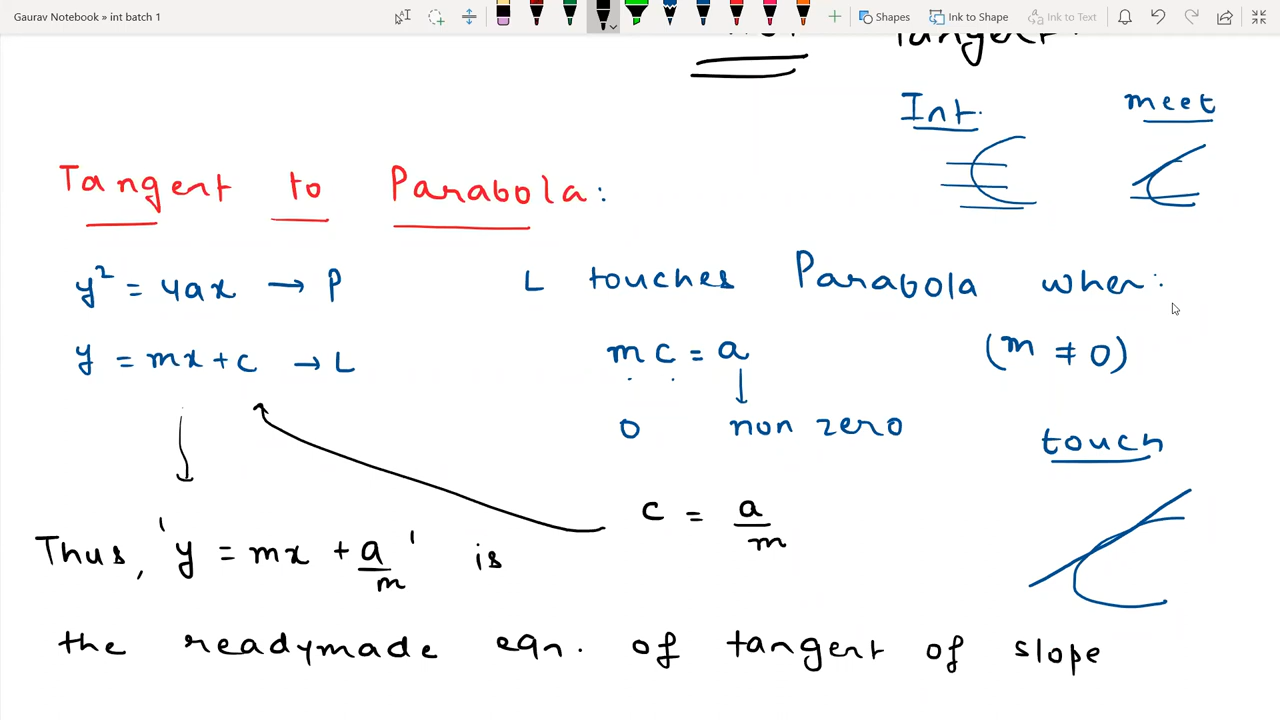 Gaurav Notebook » int batch 1
Shapes Ink to Shape Ink to Text
Tangent.
Int. meet
Tangent to Parabola:
y² = 4ax → P L touches Parabola when:
y = mx + c → L mc = a (m ≠ 0)
0 non zero touch
c = a/m
Thus, 'y = mx + a/m' is
the readymade eqn. of tangent of slope